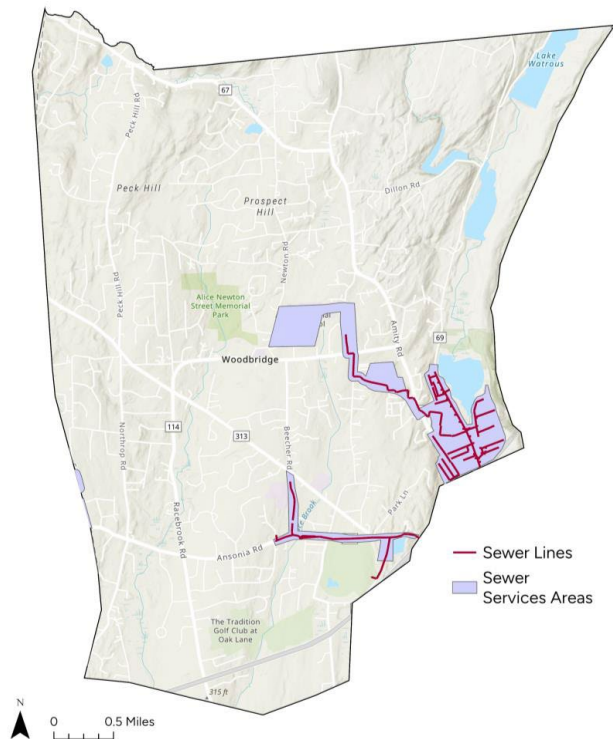 Lake
Watrous
67
Peck Hill Rd
Peck Hill
Prospect
Hill
Dillon Rd
Newton Rd
Peck Hill Rd
Alice Newton
Street Memorial
Park
Amity Rd
69
Woodbridge
114
313
Northrop Rd
Beecher Rd
Racebrook Rd
Brook
Park Ln
Ansonia Rd
Sewer Lines
Sewer
Services Areas
The Tradition
Golf Club at
Oak Lane
315 ft
N
0 0.5 Miles